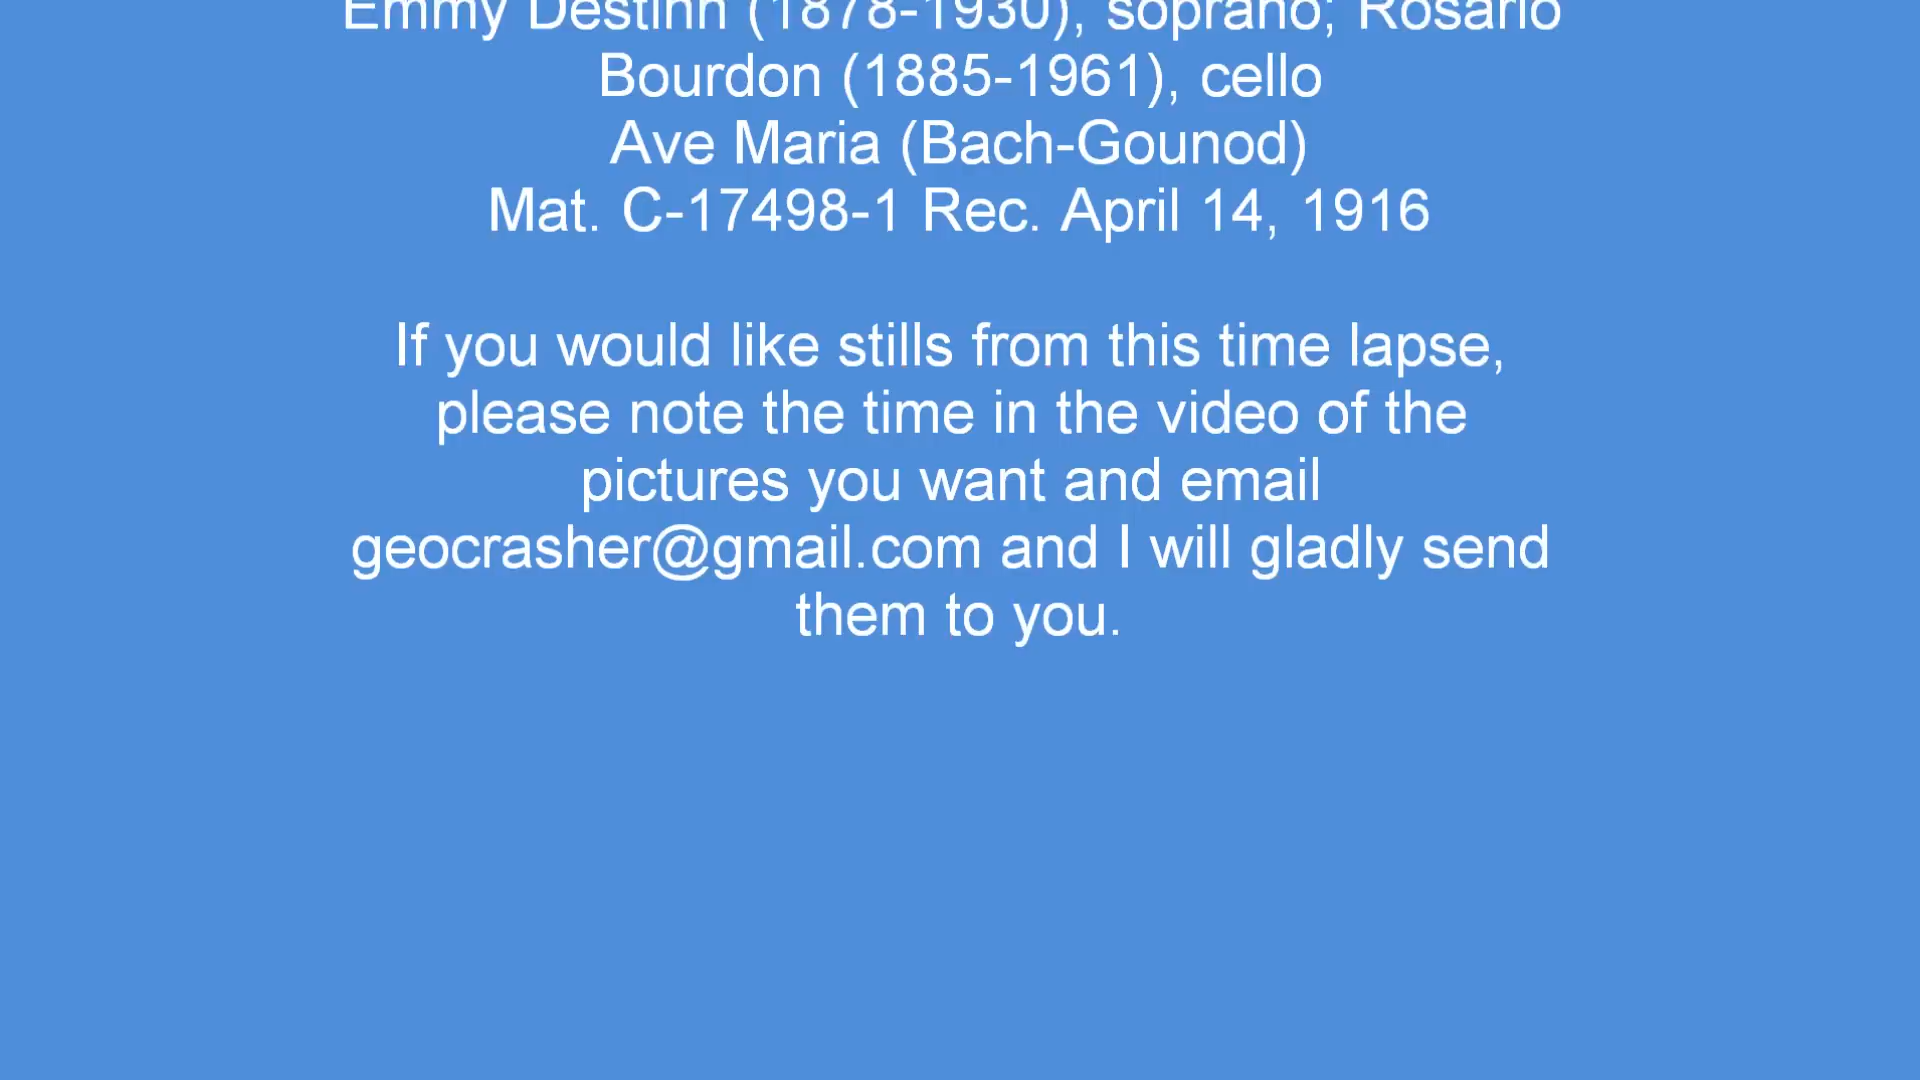 Emmy Destinn (1878-1930), soprano; Rosario
Bourdon (1885-1961), cello
Ave Maria (Bach-Gounod)
Mat. C-17498-1 Rec. April 14, 1916
If you would like stills from this time lapse,
please note the time in the video of the
pictures you want and email
geocrasher@gmail.com and I will gladly send
them to you.